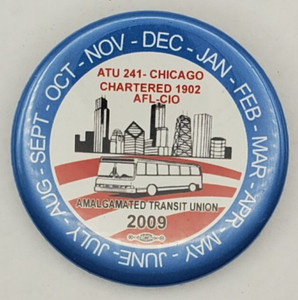 SEPT - OCT - NOV - DEC - JAN - FEB - MAR - APR - MAY - JUNE - JULY - AUG -
ATU 241- CHICAGO
CHARTERED 1902
AFL-CIO
AMALGAMATED TRANSIT UNION
2009